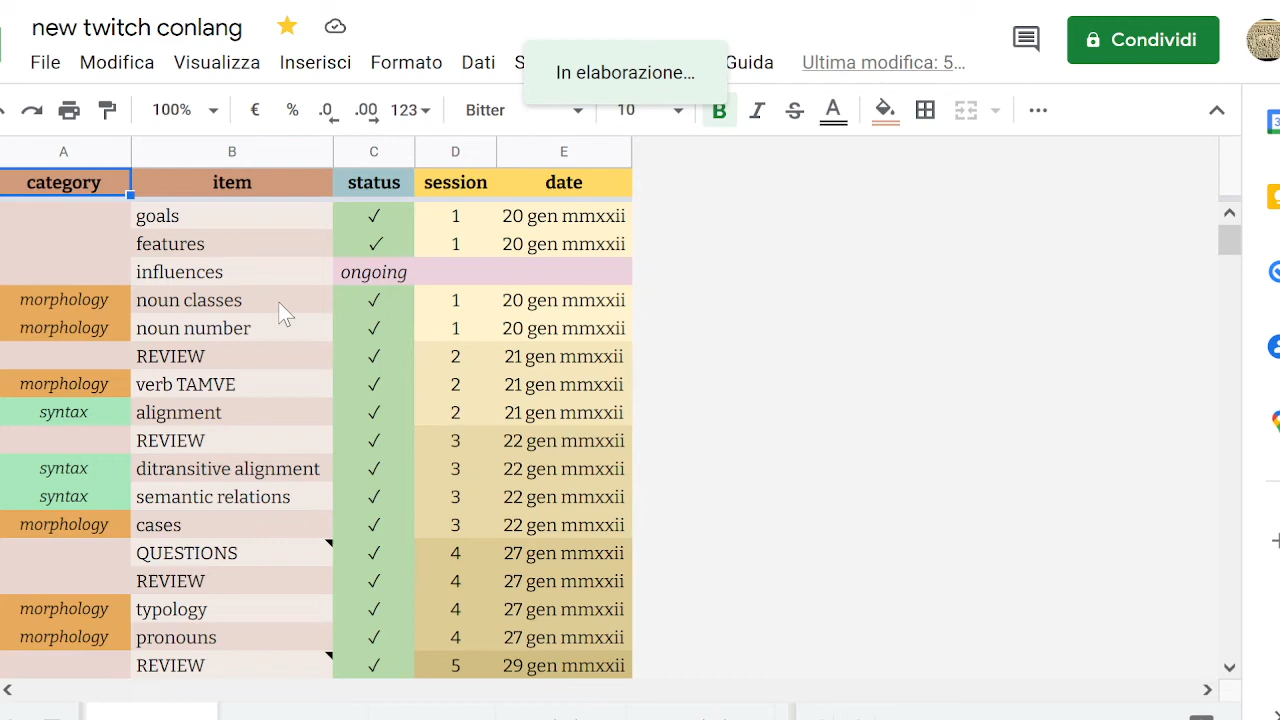 new twitch conlang
File Modifica Visualizza Inserisci Formato Dati S Guida Ultima modifica: 5…
In elaborazione…
Condividi
100% € % .0 .00 123 Bitter 10 B I S A
A B C D E
category item status session date
goals ✓ 1 20 gen mmxxii
features ✓ 1 20 gen mmxxii
influences ongoing
morphology noun classes ✓ 1 20 gen mmxxii
morphology noun number ✓ 1 20 gen mmxxii
REVIEW ✓ 2 21 gen mmxxii
morphology verb TAMVE ✓ 2 21 gen mmxxii
syntax alignment ✓ 2 21 gen mmxxii
REVIEW ✓ 3 22 gen mmxxii
syntax ditransitive alignment ✓ 3 22 gen mmxxii
syntax semantic relations ✓ 3 22 gen mmxxii
morphology cases ✓ 3 22 gen mmxxii
QUESTIONS ✓ 4 27 gen mmxxii
REVIEW ✓ 4 27 gen mmxxii
morphology typology ✓ 4 27 gen mmxxii
morphology pronouns ✓ 4 27 gen mmxxii
REVIEW ✓ 5 29 gen mmxxii